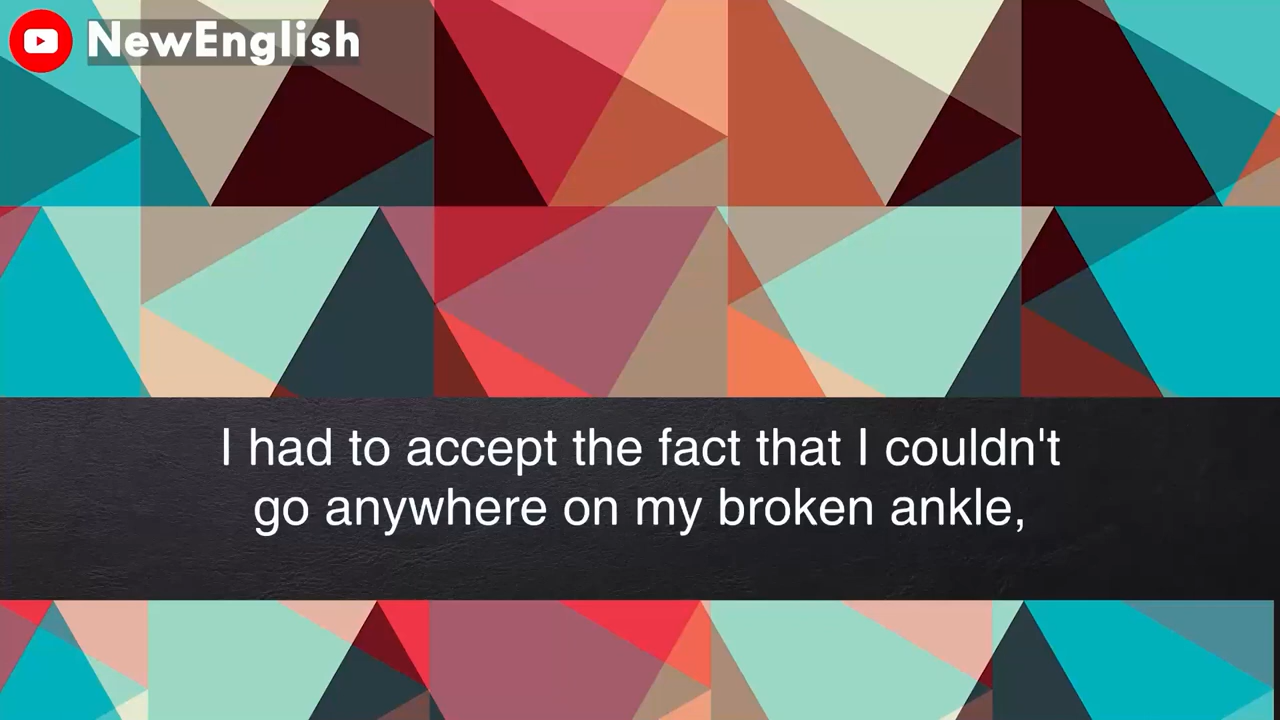 NewEnglish
I had to accept the fact that I couldn't
go anywhere on my broken ankle,